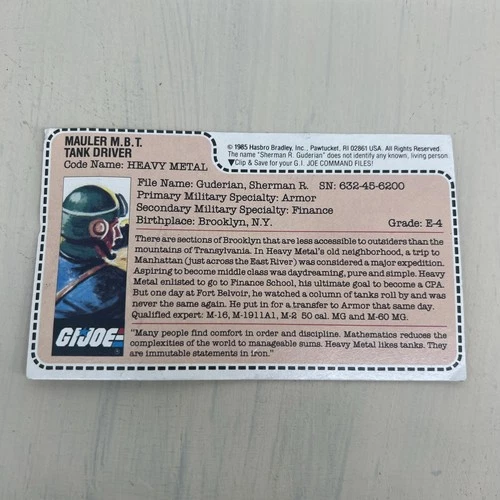 MAULER M.B.T.
TANK DRIVER
Code Name: HEAVY METAL
© 1985 Hasbro Bradley, Inc., Pawtucket, RI 02861 USA. All Rights Reserved.
The name "Sherman R. Guderian" does not identify any known, living person
▼Clip & Save for your G.I. JOE COMMAND FILES!
File Name: Guderian, Sherman R. SN: 632-45-6200
Primary Military Specialty: Armor
Secondary Military Specialty: Finance
Birthplace: Brooklyn, N.Y. Grade: E-4
There are sections of Brooklyn that are less accessible to outsiders than the
mountains of Transylvania. In Heavy Metal's old neighborhood, a trip to
Manhattan (just across the East River) was considered a major expedition.
Aspiring to become middle class was daydreaming, pure and simple. Heavy
Metal enlisted to go to Finance School, his ultimate goal to become a CPA.
But one day at Fort Belvoir, he watched a column of tanks roll by and was
never the same again. He put in for a transfer to Armor that same day.
Qualified expert: M-16, M-1911A1, M-2 50 cal. MG and M-60 MG.
"Many people find comfort in order and discipline. Mathematics reduces the
complexities of the world to manageable sums. Heavy Metal likes tanks. They
are immutable statements in iron."
G.I. JOE